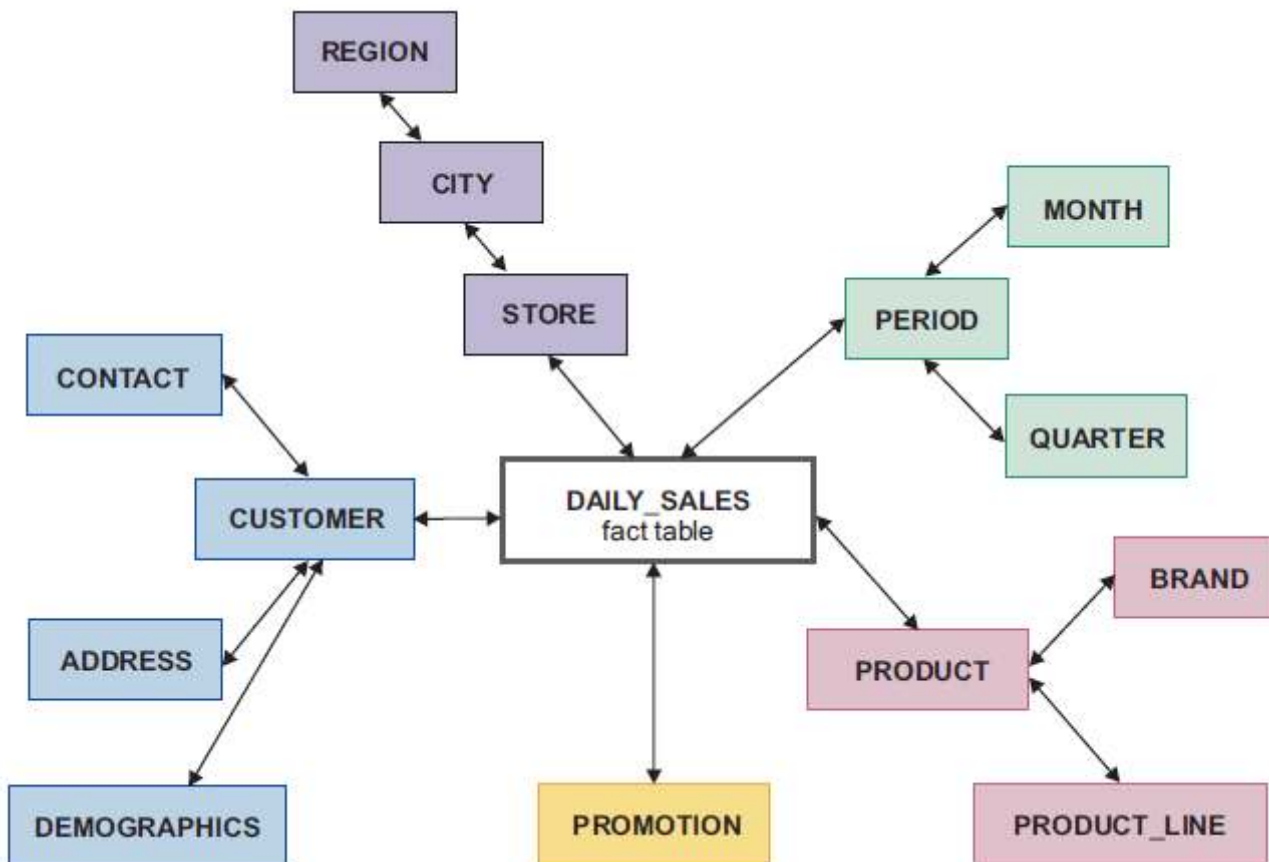 REGION
CITY
MONTH
STORE
PERIOD
CONTACT
QUARTER
DAILY_SALES
fact table
CUSTOMER
BRAND
ADDRESS
PRODUCT
DEMOGRAPHICS
PROMOTION
PRODUCT_LINE